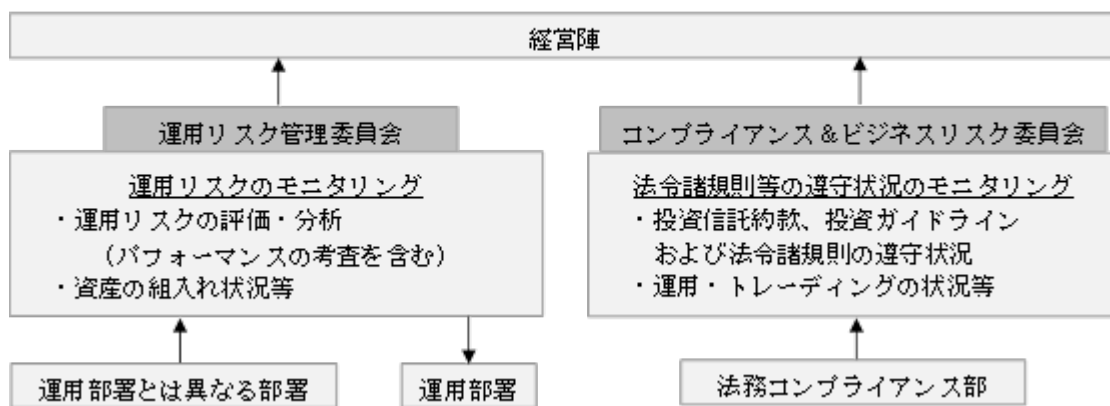 経営陣
運用リスク管理委員会
運用リスクのモニタリング
・運用リスクの評価・分析
（パフォーマンスの考査を含む）
・資産の組入れ状況等
運用部署とは異なる部署
運用部署
コンプライアンス＆ビジネスリスク委員会
法令諸規則等の遵守状況のモニタリング
・投資信託約款、投資ガイドライン
および法令諸規則の遵守状況
・運用・トレーディングの状況等
法務コンプライアンス部